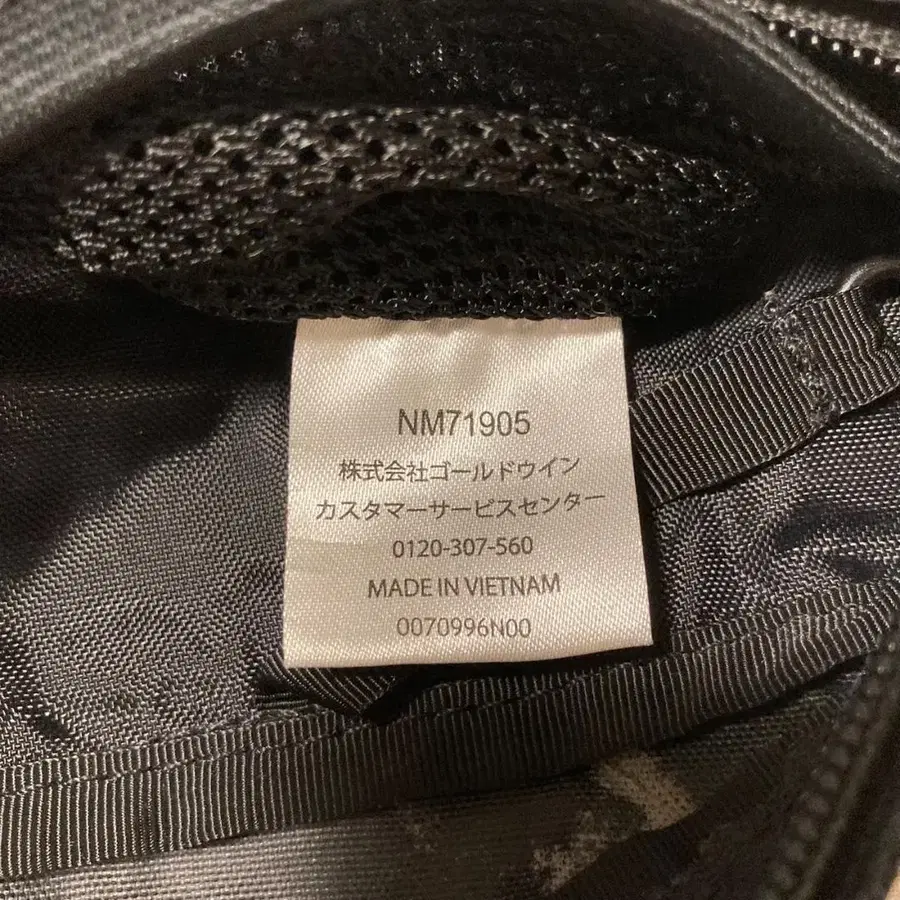 NM71905
株式会社ゴールドウイン
カスタマーサービスセンター
0120-307-560
MADE IN VIETNAM
0070996N00